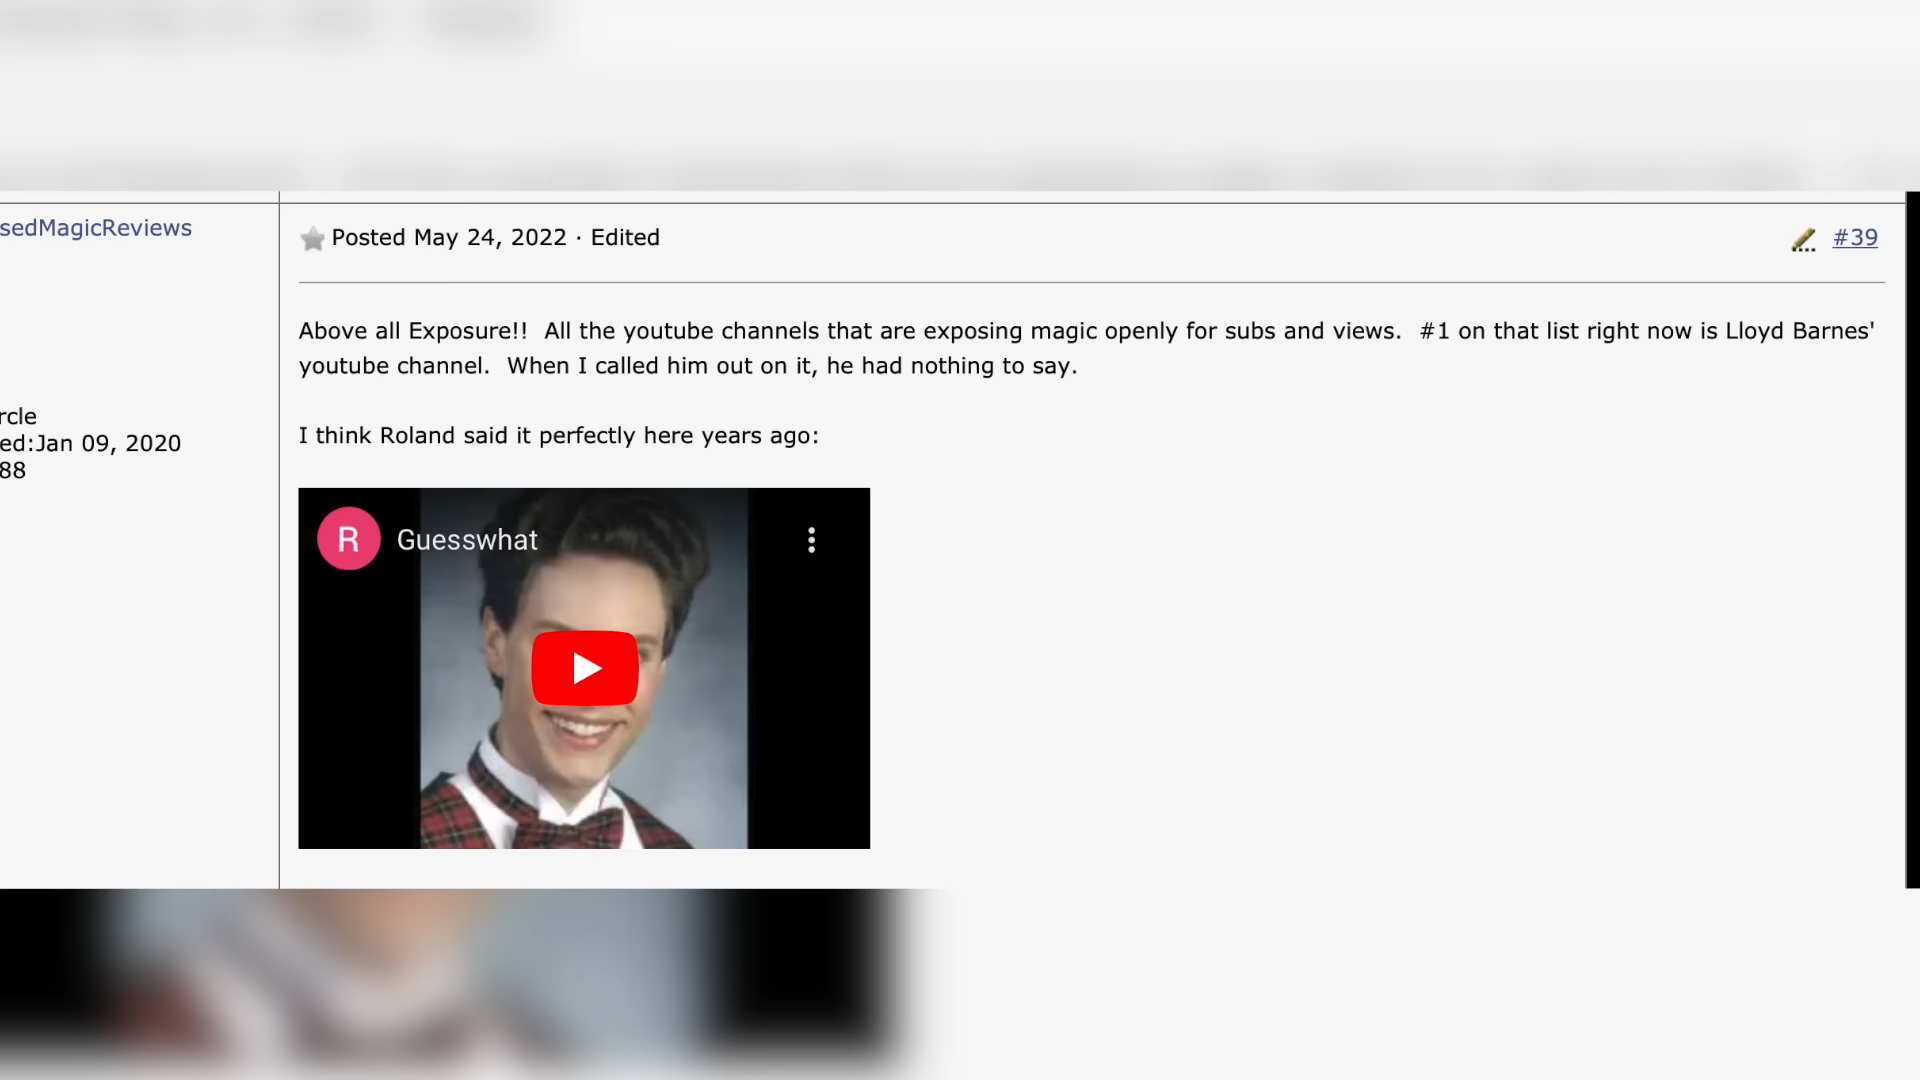 sedMagicReviews
Posted May 24, 2022 · Edited
#39
rcle
ed:Jan 09, 2020
88
Above all Exposure!!  All the youtube channels that are exposing magic openly for subs and views.  #1 on that list right now is Lloyd Barnes'
youtube channel.  When I called him out on it, he had nothing to say.
I think Roland said it perfectly here years ago:
R
Guesswhat